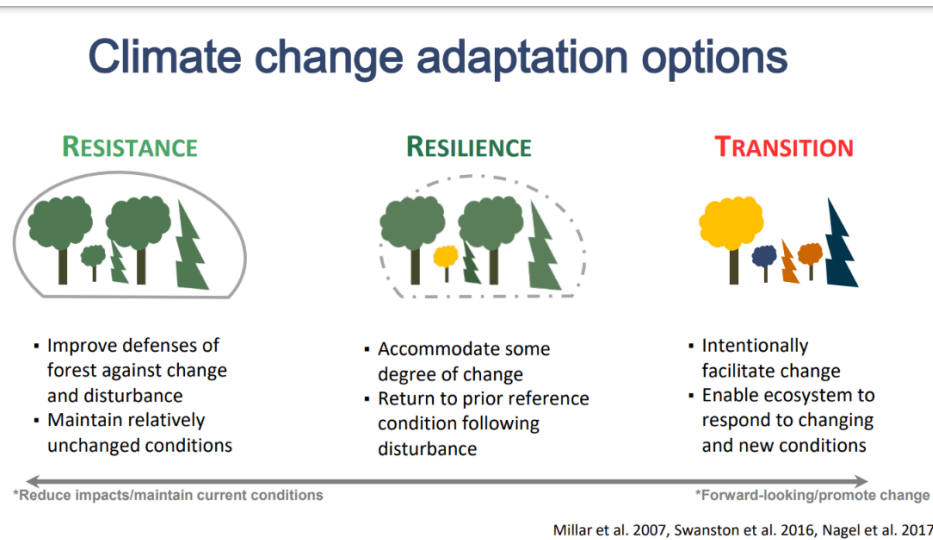 Climate change adaptation options
RESISTANCE
▪ Improve defenses of
forest against change
and disturbance
▪ Maintain relatively
unchanged conditions
RESILIENCE
▪ Accommodate some
degree of change
▪ Return to prior reference
condition following
disturbance
TRANSITION
▪ Intentionally
facilitate change
▪ Enable ecosystem to
respond to changing
and new conditions
*Reduce impacts/maintain current conditions
*Forward-looking/promote change
Millar et al. 2007, Swanston et al. 2016, Nagel et al. 2017